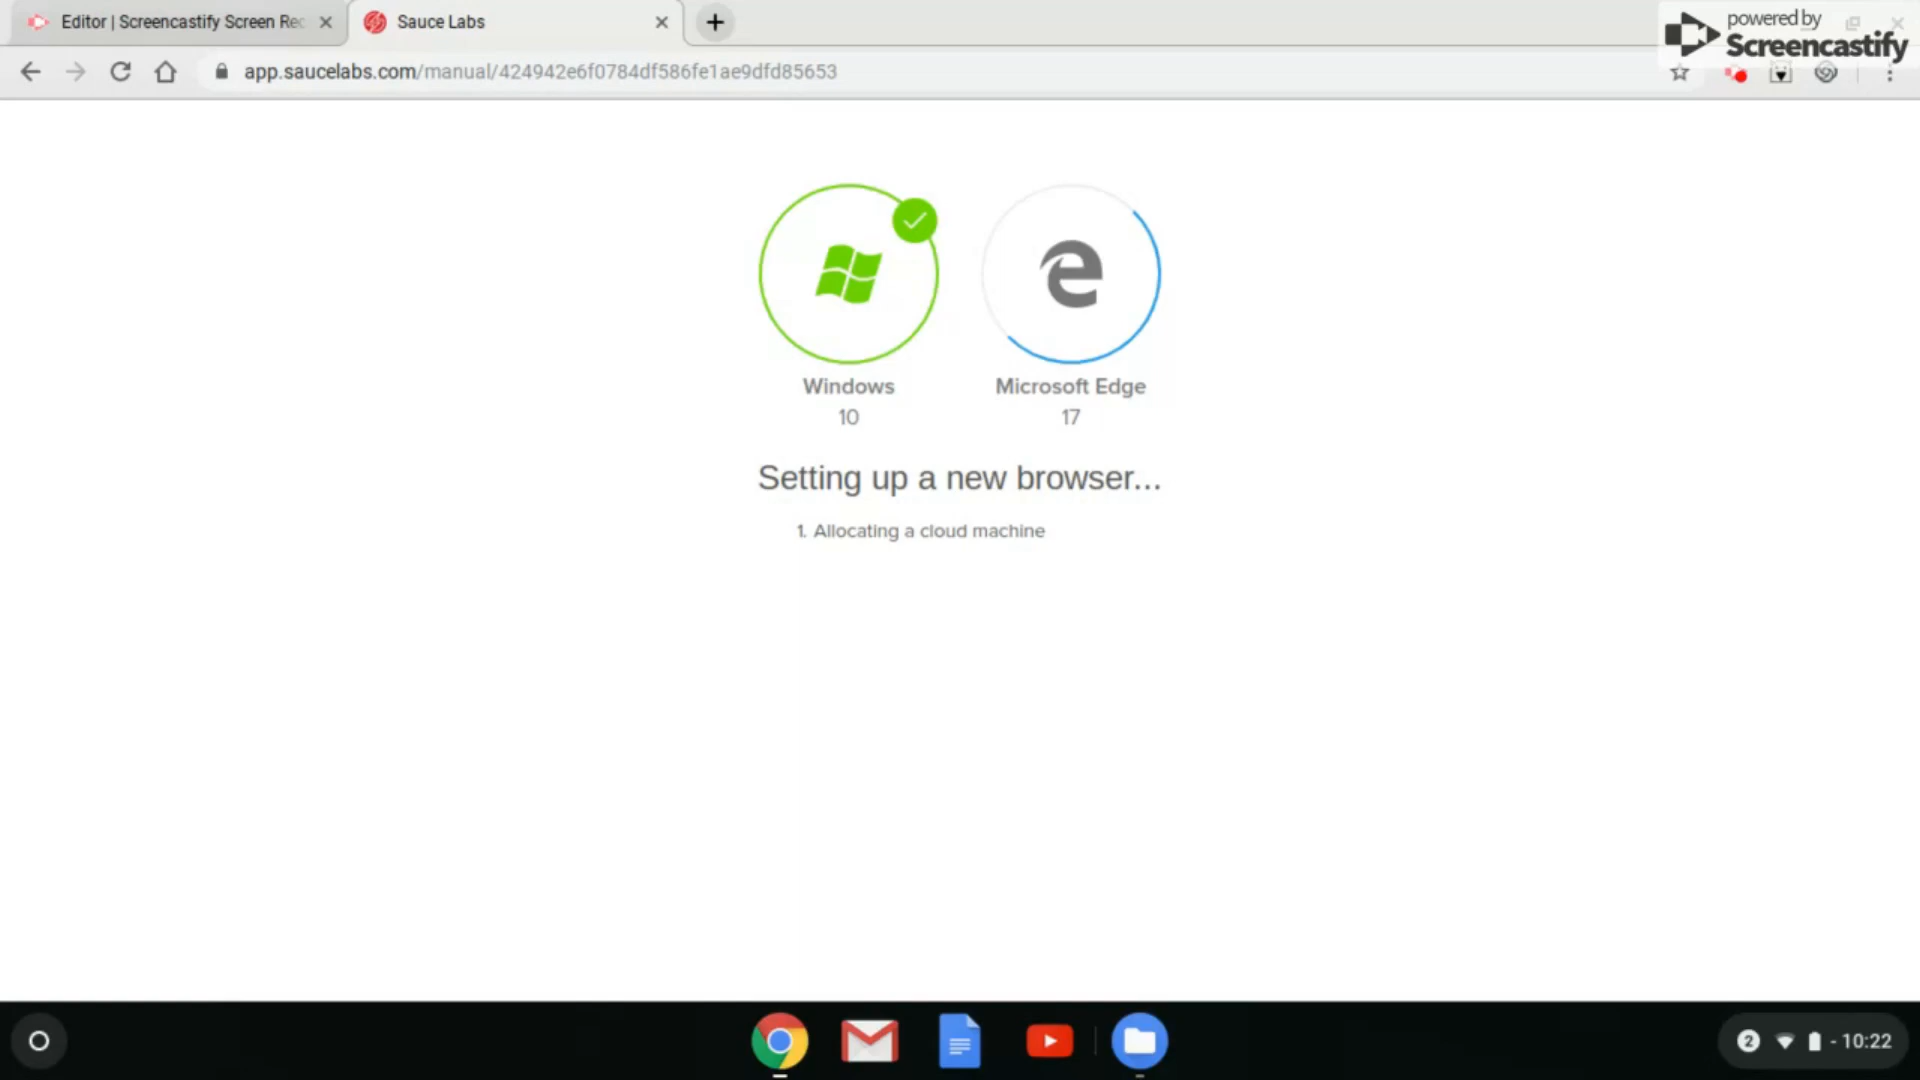 Editor | Screencastify Screen Rec
Sauce Labs
powered by
Screencastify
app.saucelabs.com/manual/424942e6f0784df586fe1ae9dfd85653
Windows
10
Microsoft Edge
17
Setting up a new browser...
1. Allocating a cloud machine
2
- 10:22